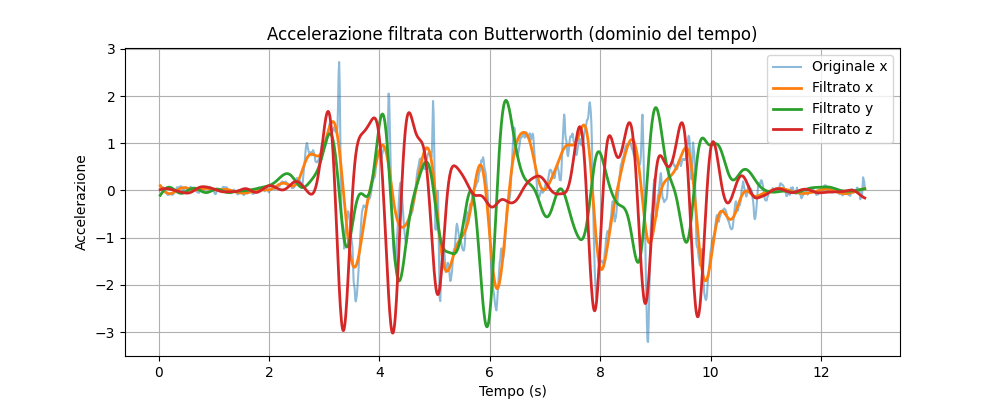 Accelerazione filtrata con Butterworth (dominio del tempo)
Originale x
Filtrato x
Filtrato y
Filtrato z
Accelerazione
3
2
1
0
−1
−2
−3
0 2 4 6 8 10 12
Tempo (s)